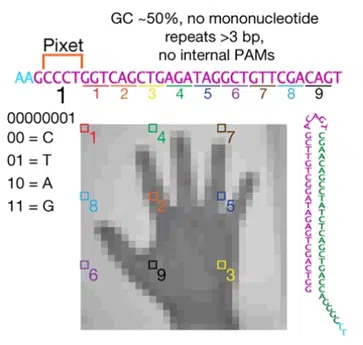 GC ~50%, no mononucleotide
repeats >3 bp,
no internal PAMs
Pixet
AAGCCCTGGTCAGCTGAGATAGGCTGTTCGACAGT
1 1 2 3 4 5 6 7 8 9
00000001
00 = C
01 = T
10 = A
11 = G
1 4 7
8 2 5
6 9 3